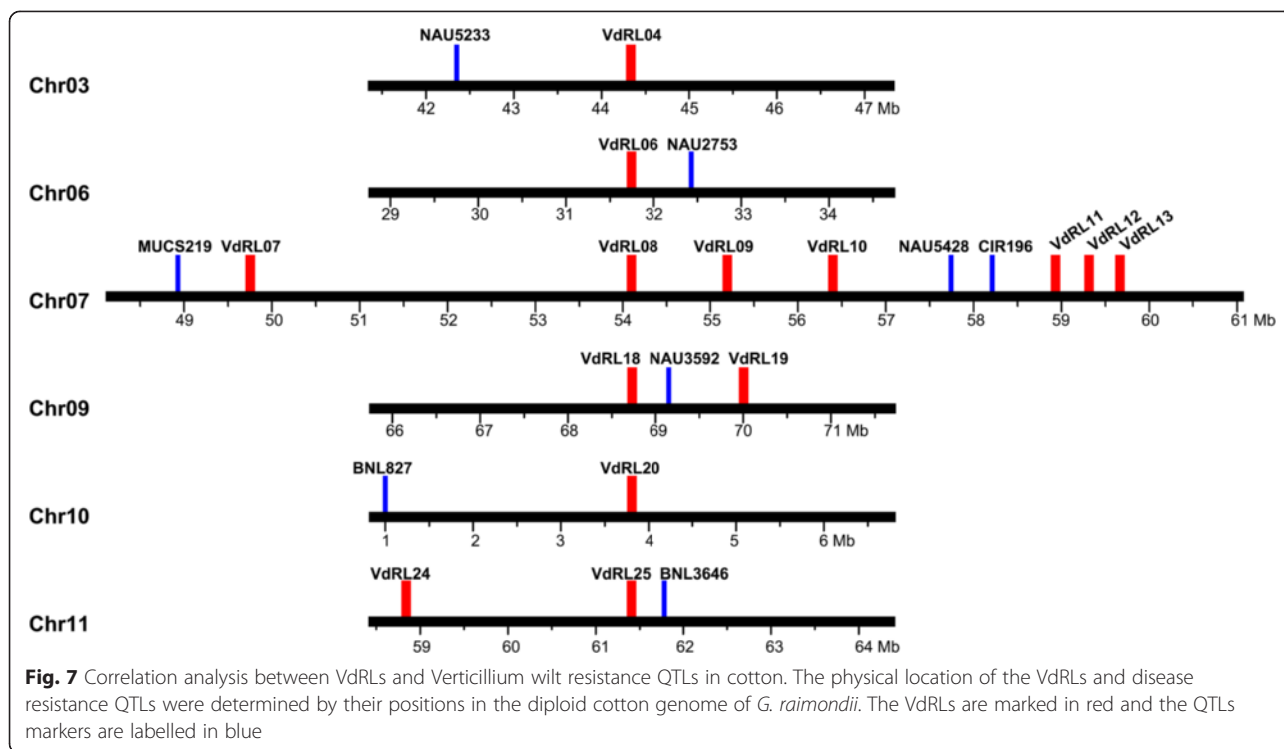 NAU5233 VdRL04
Chr03
42 43 44 45 46 47 Mb
VdRL06 NAU2753
Chr06
29 30 31 32 33 34
MUCS219 VdRL07 VdRL08 VdRL09 VdRL10 NAU5428 CIR196 VdRL11 VdRL12 VdRL13
Chr07
49 50 51 52 53 54 55 56 57 58 59 60 61 Mb
VdRL18 NAU3592 VdRL19
Chr09
66 67 68 69 70 71 Mb
BNL827 VdRL20
Chr10
1 2 3 4 5 6 Mb
VdRL24 VdRL25 BNL3646
Chr11
59 60 61 62 63 64 Mb
Fig. 7 Correlation analysis between VdRLs and Verticillium wilt resistance QTLs in cotton. The physical location of the VdRLs and disease
resistance QTLs were determined by their positions in the diploid cotton genome of G. raimondii. The VdRLs are marked in red and the QTLs
markers are labelled in blue